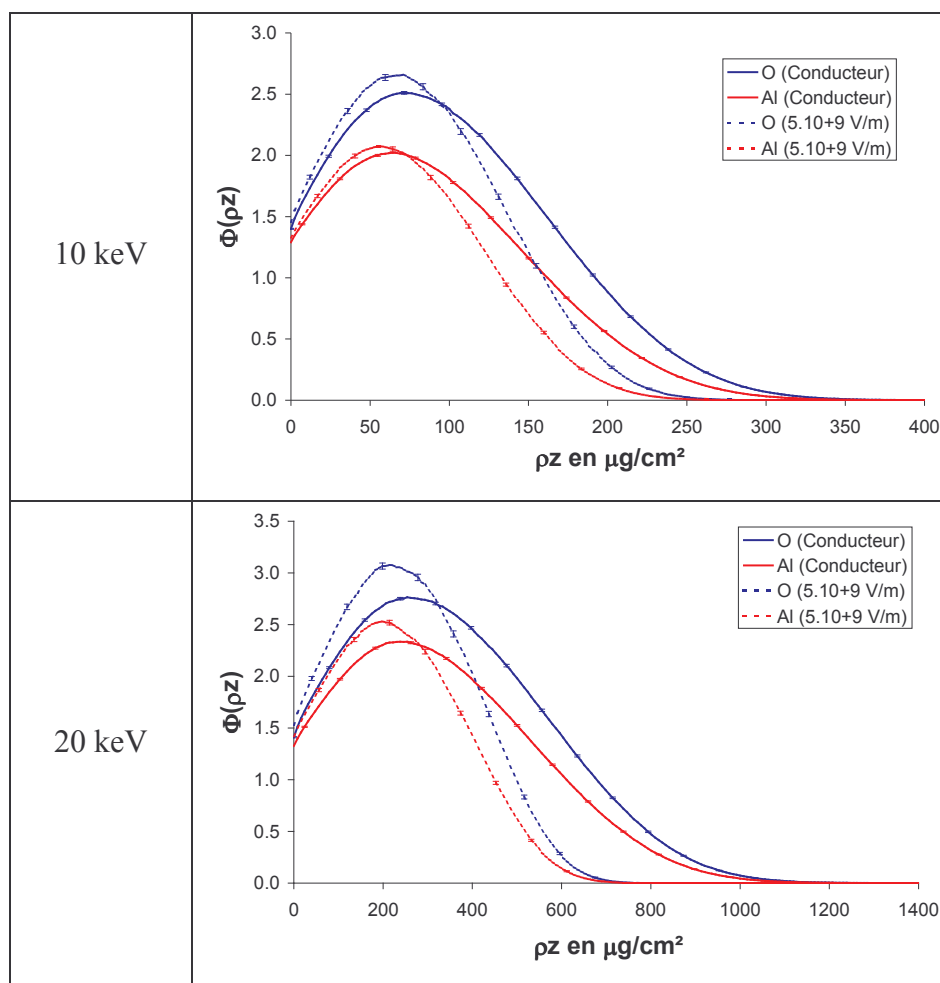 10 keV
3.0
2.5
2.0
1.5
1.0
0.5
0.0
Φ(ρz)
0 50 100 150 200 250 300 350 400
ρz en μg/cm²
O (Conducteur)
Al (Conducteur)
O (5.10+9 V/m)
Al (5.10+9 V/m)
20 keV
3.5
3.0
2.5
2.0
1.5
1.0
0.5
0.0
Φ(ρz)
0 200 400 600 800 1000 1200 1400
ρz en μg/cm²
O (Conducteur)
Al (Conducteur)
O (5.10+9 V/m)
Al (5.10+9 V/m)